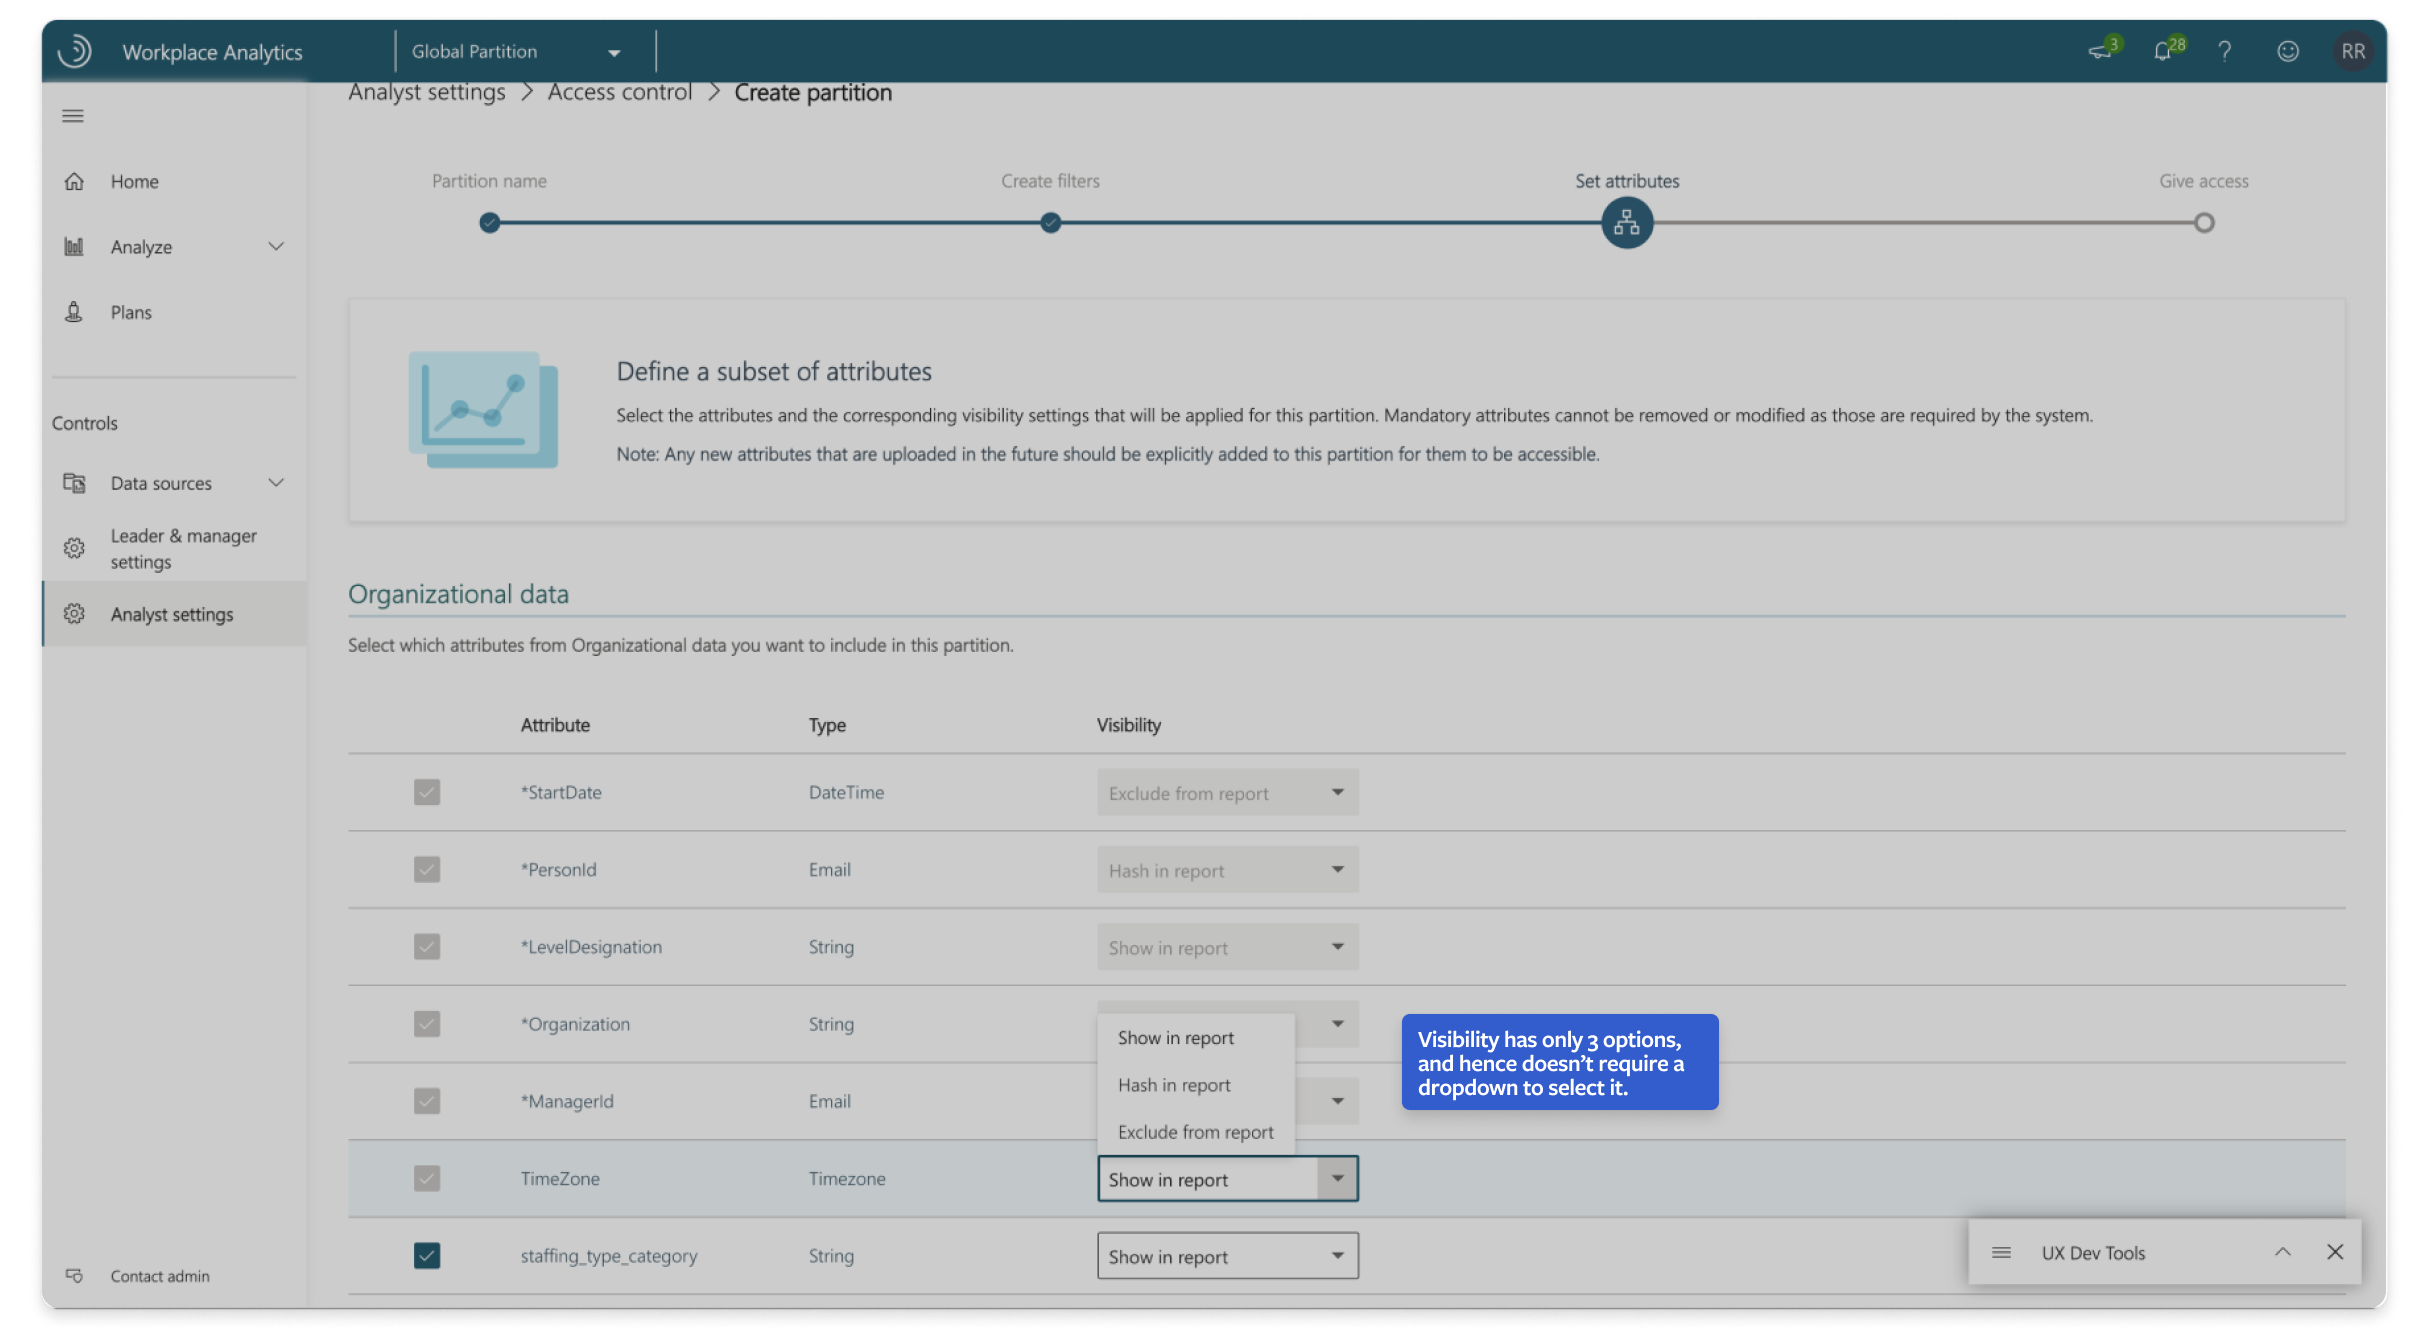 Workplace Analytics
Global Partition
3
28
?
RR
Analyst settings > Access control > Create partition
Home
Analyze
Plans
Controls
Data sources
Leader & manager
settings
Analyst settings
Contact admin
Partition name
Create filters
Set attributes
Give access
Define a subset of attributes
Select the attributes and the corresponding visibility settings that will be applied for this partition. Mandatory attributes cannot be removed or modified as those are required by the system.
Note: Any new attributes that are uploaded in the future should be explicitly added to this partition for them to be accessible.
Organizational data
Select which attributes from Organizational data you want to include in this partition.
Attribute Type Visibility
*StartDate DateTime Exclude from report
*PersonId Email Hash in report
*LevelDesignation String Show in report
*Organization String
*ManagerId Email
Show in report
Hash in report
Exclude from report
TimeZone Timezone Show in report
staffing_type_category String Show in report
Visibility has only 3 options,
and hence doesn't require a
dropdown to select it.
UX Dev Tools